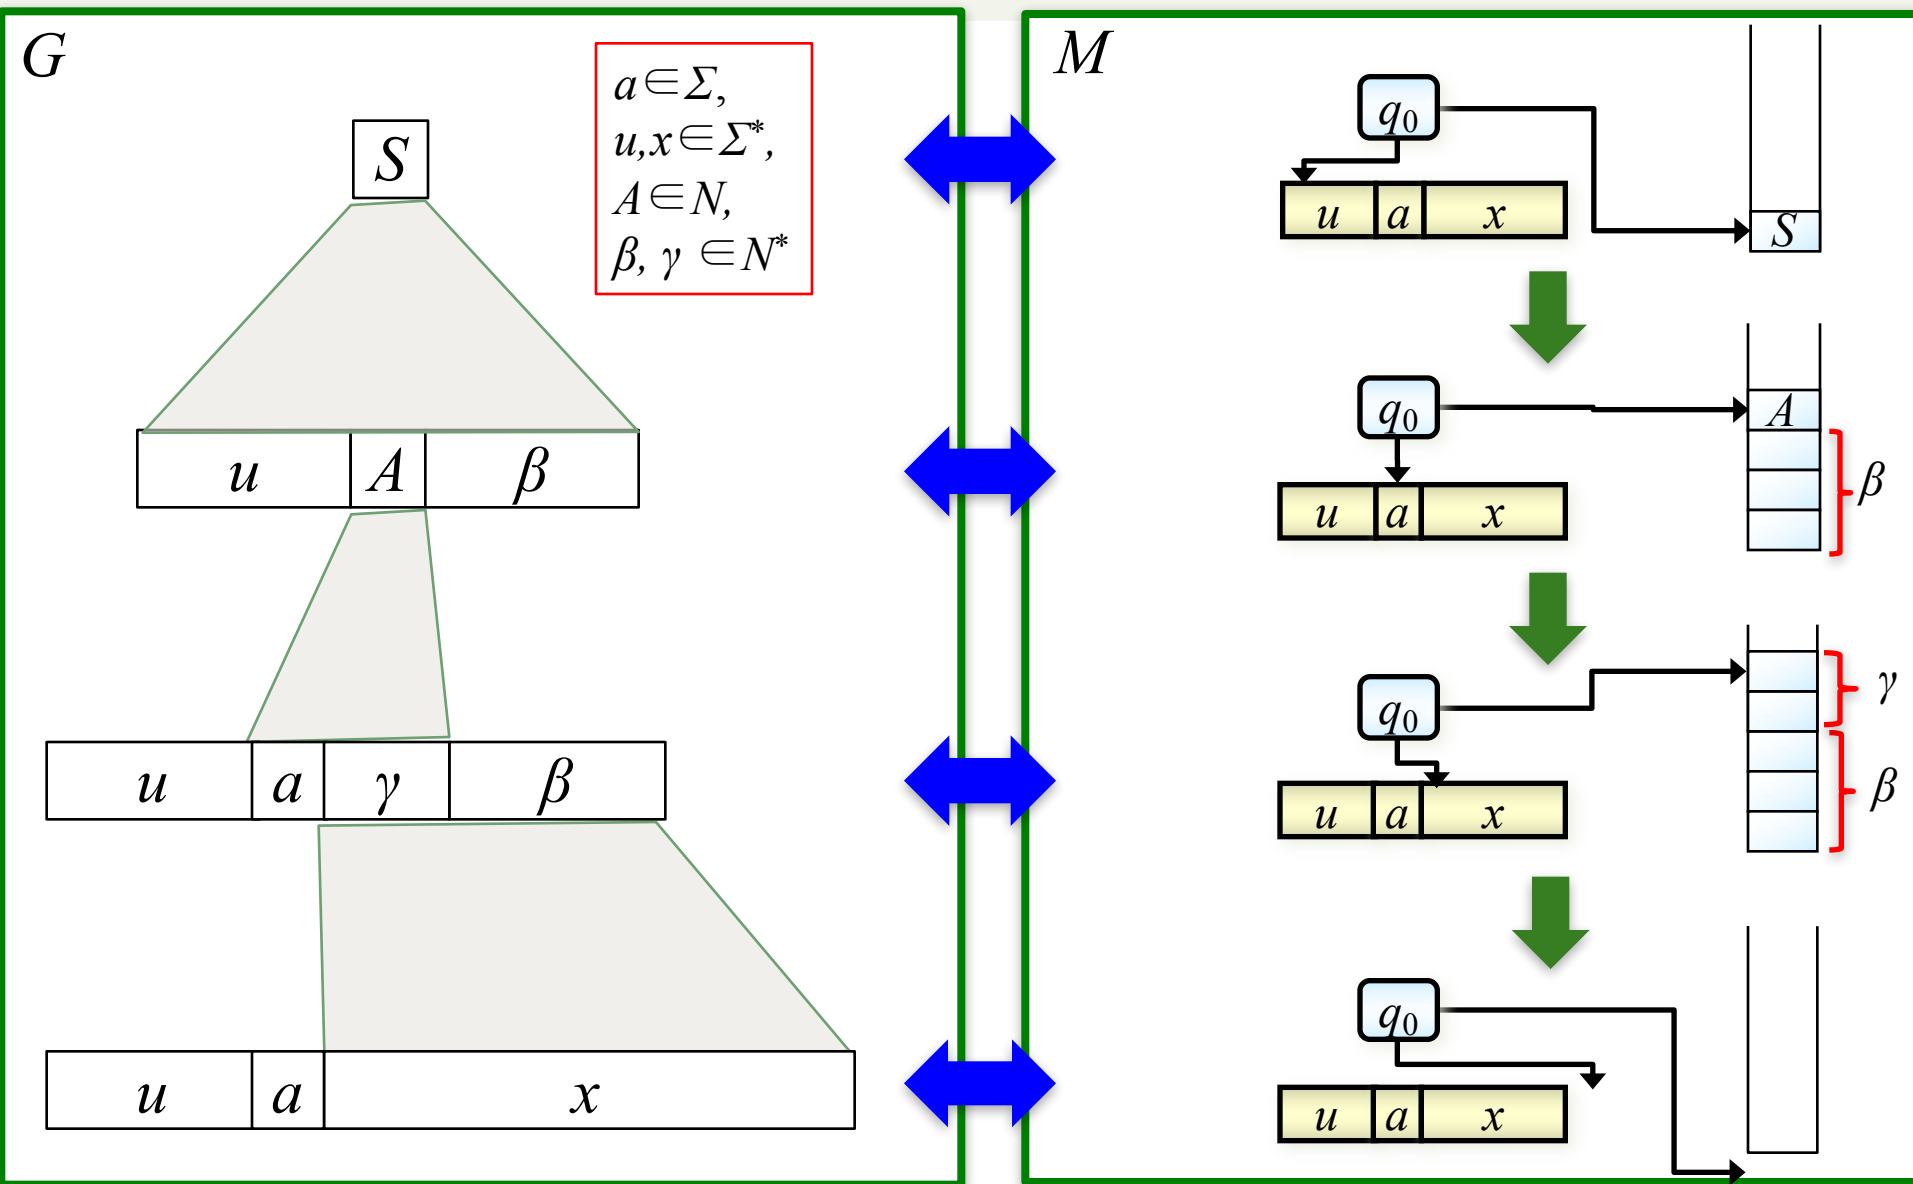 G
a∈Σ,
u,x∈Σ*,
A∈N,
β, γ ∈N*
S
u A β
u a γ β
u a x
M
q₀
u a x
S
q₀
A
u a x
β
q₀
γ
u a x
β
q₀
u a x